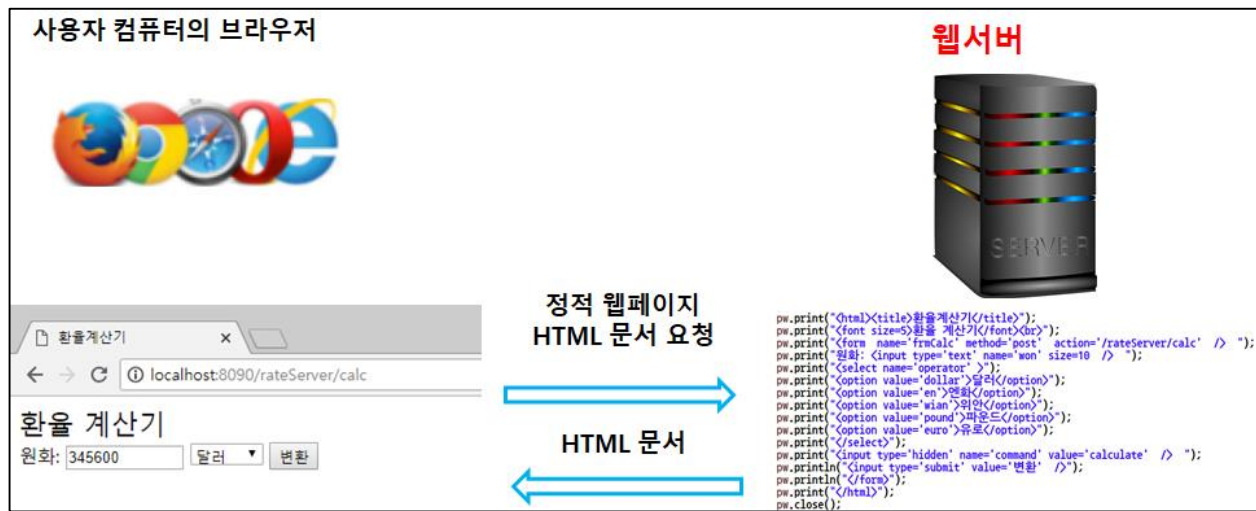 사용자 컴퓨터의 브라우저
웹서버
SERVER
정적 웹페이지
HTML 문서 요청
HTML 문서
환율계산기
localhost:8090/rateServer/calc
환율 계산기
원화: 345600 달러 변환
pw.print("<html><title>환율계산기</title>");
pw.print("<font size=5>환율 계산기</font><br>");
pw.print("<form  name='frmCalc' method='post'  action='/rateServer/calc'  />  ");
pw.print("원화: <input type='text' name='won' size=10  />  ");
pw.print("<select name='operator' >");
pw.print("<option value='dollar'>달러</option>");
pw.print("<option value='en'>엔화</option>");
pw.print("<option value='wian'>위안</option>");
pw.print("<option value='pound'>파운드</option>");
pw.print("<option value='euro'>유로</option>");
pw.print("</select>");
pw.print("<input type='hidden' name='command' value='calculate'  />  ");
pw.println("<input type='submit' value='변환'  />");
pw.println("</form>");
pw.print("</html>");
pw.close();